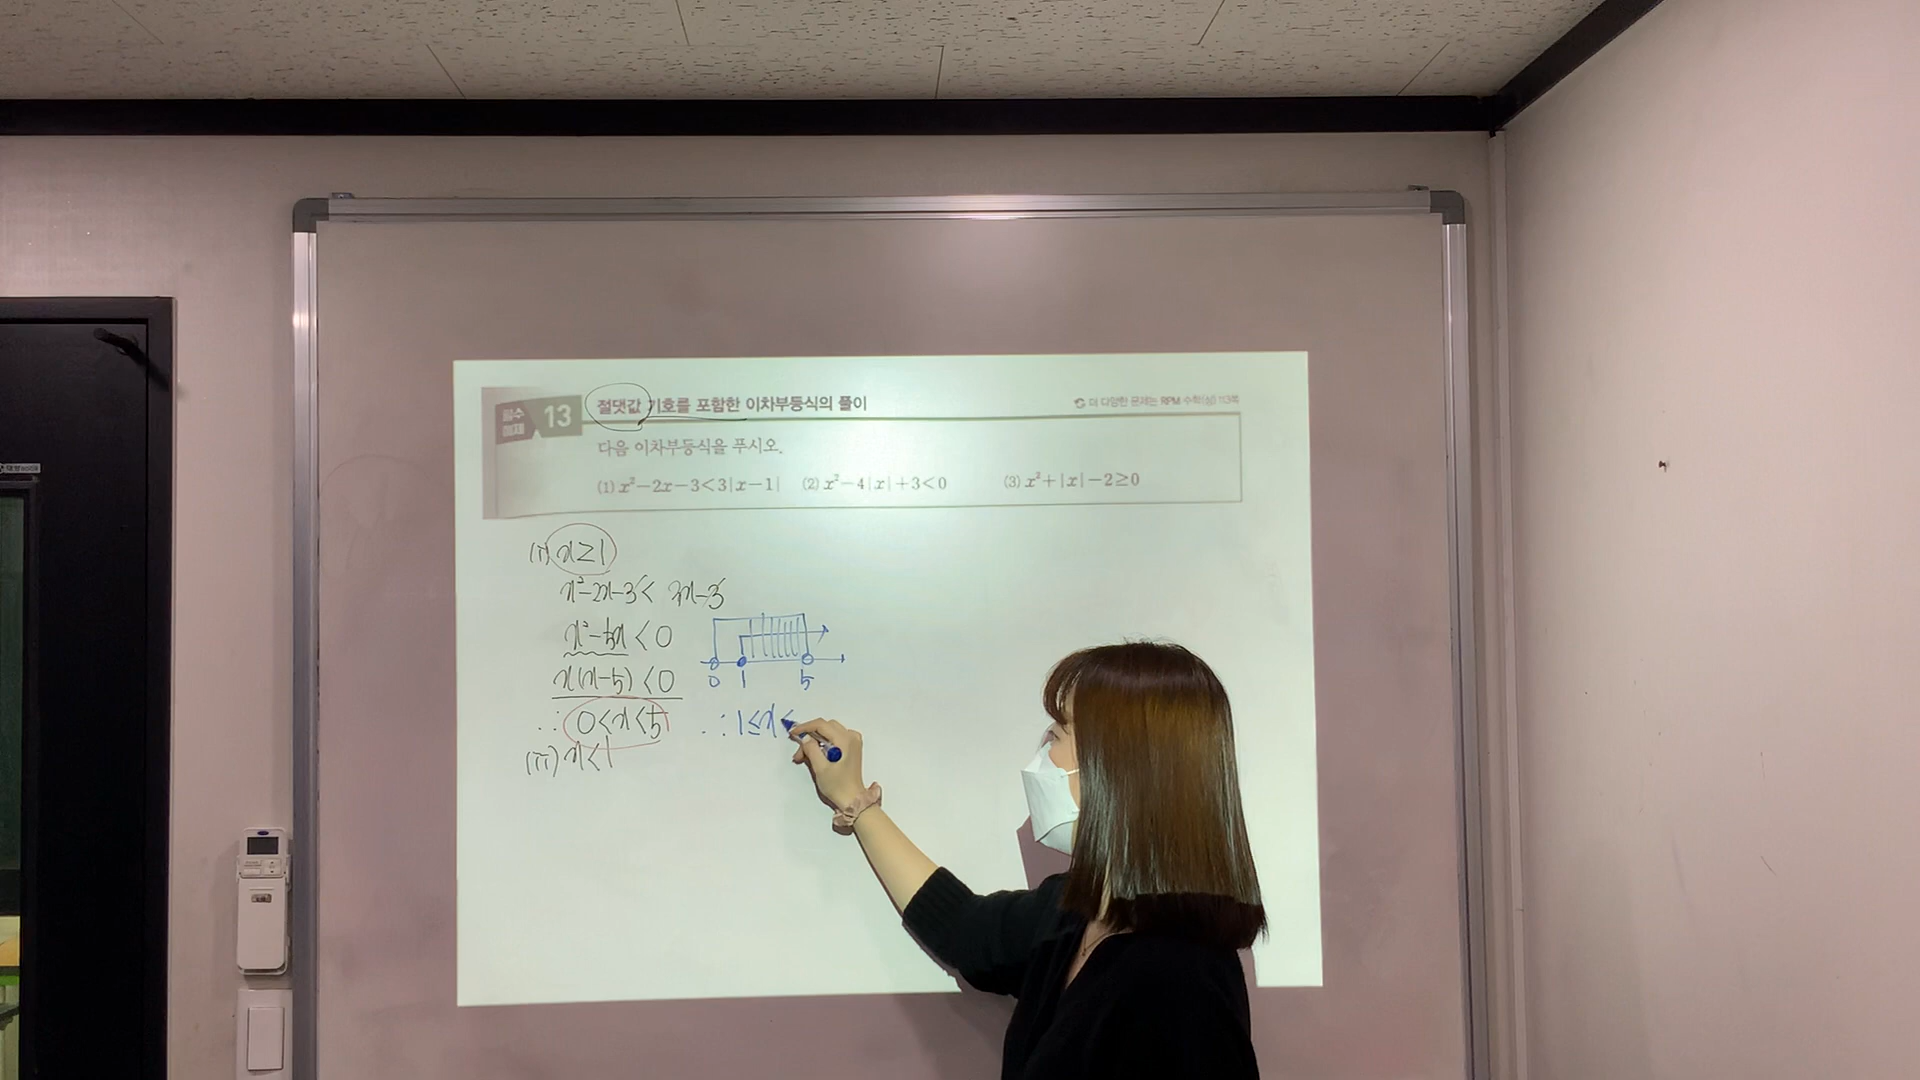 필수 예제 13 절댓값 기호를 포함한 이차부등식의 풀이
더 다양한 문제는 RPM 수학(상) 113쪽
다음 이차부등식을 푸시오.
(1) x²-2x-3<3|x-1| (2) x²-4|x|+3<0 (3) x²+|x|-2≥0
(i) x≥1
x²-2x-3< 3x-3
x²-5x <0
x(x-5) <0
0 1 5
∴ 0<x<5
∴ 1≤x<
(ii) x<1